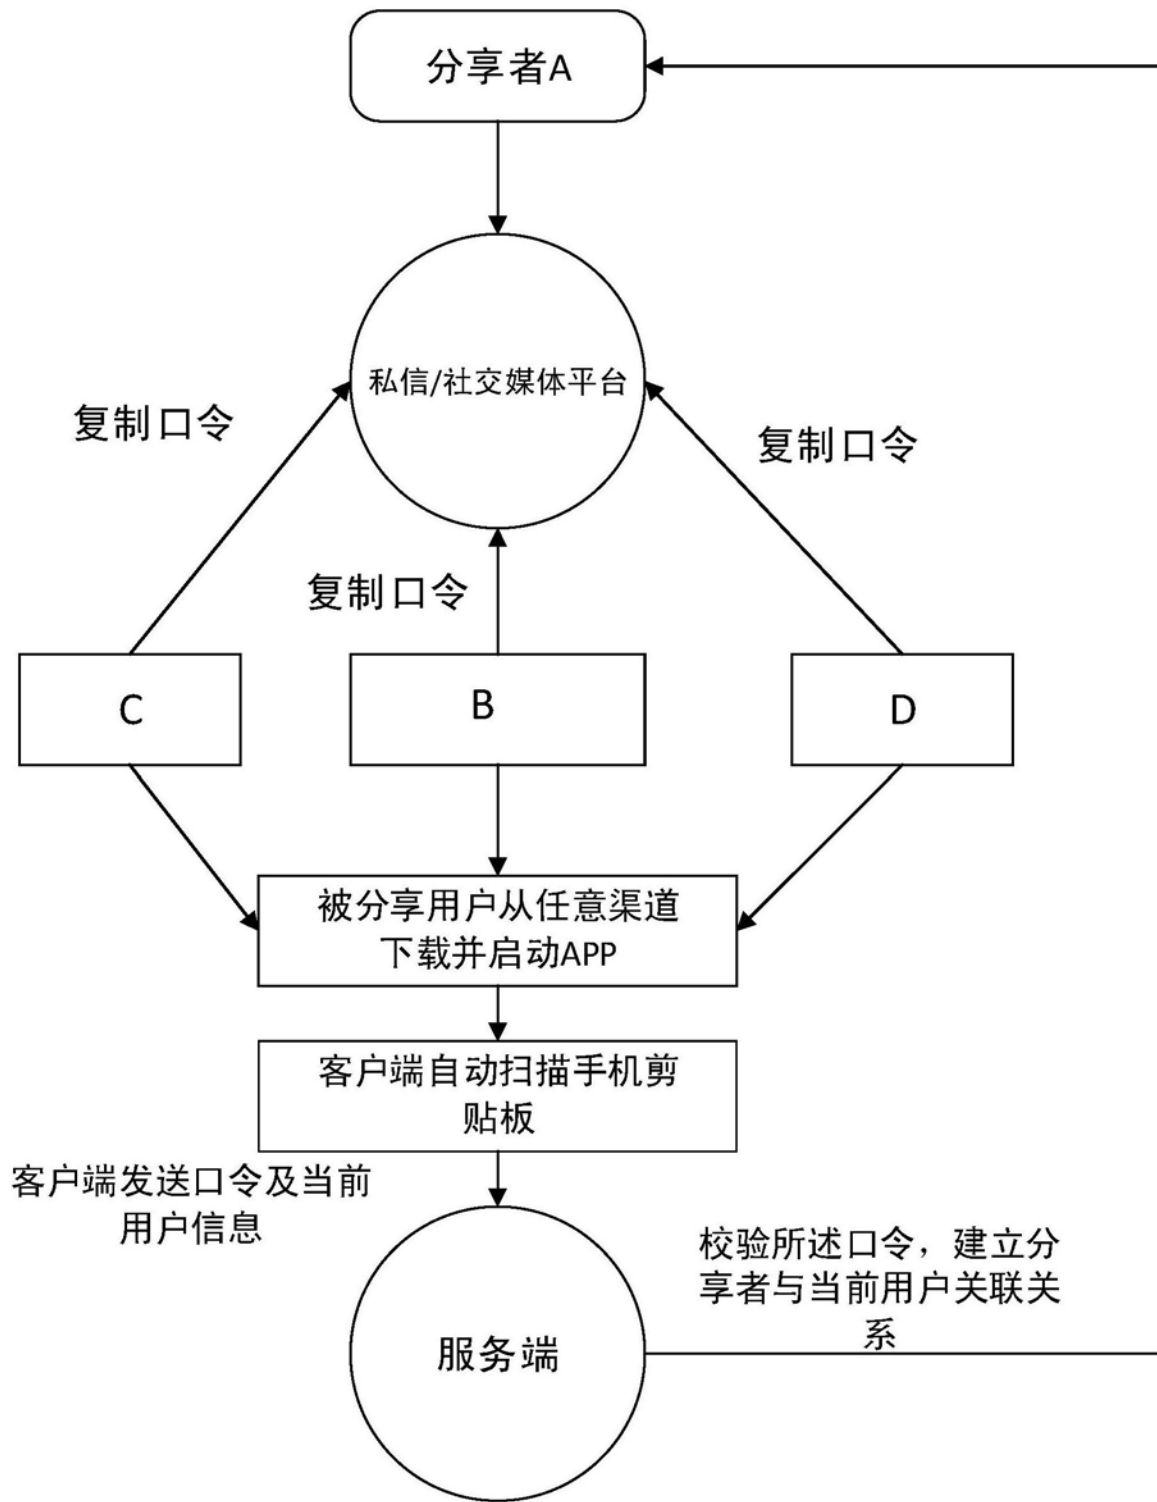 分享者A
私信/社交媒体平台
复制口令
复制口令
复制口令
C
B
D
被分享用户从任意渠道
下载并启动APP
客户端自动扫描手机剪
贴板
客户端发送口令及当前
用户信息
校验所述口令，建立分
享者与当前用户关联关
系
服务端